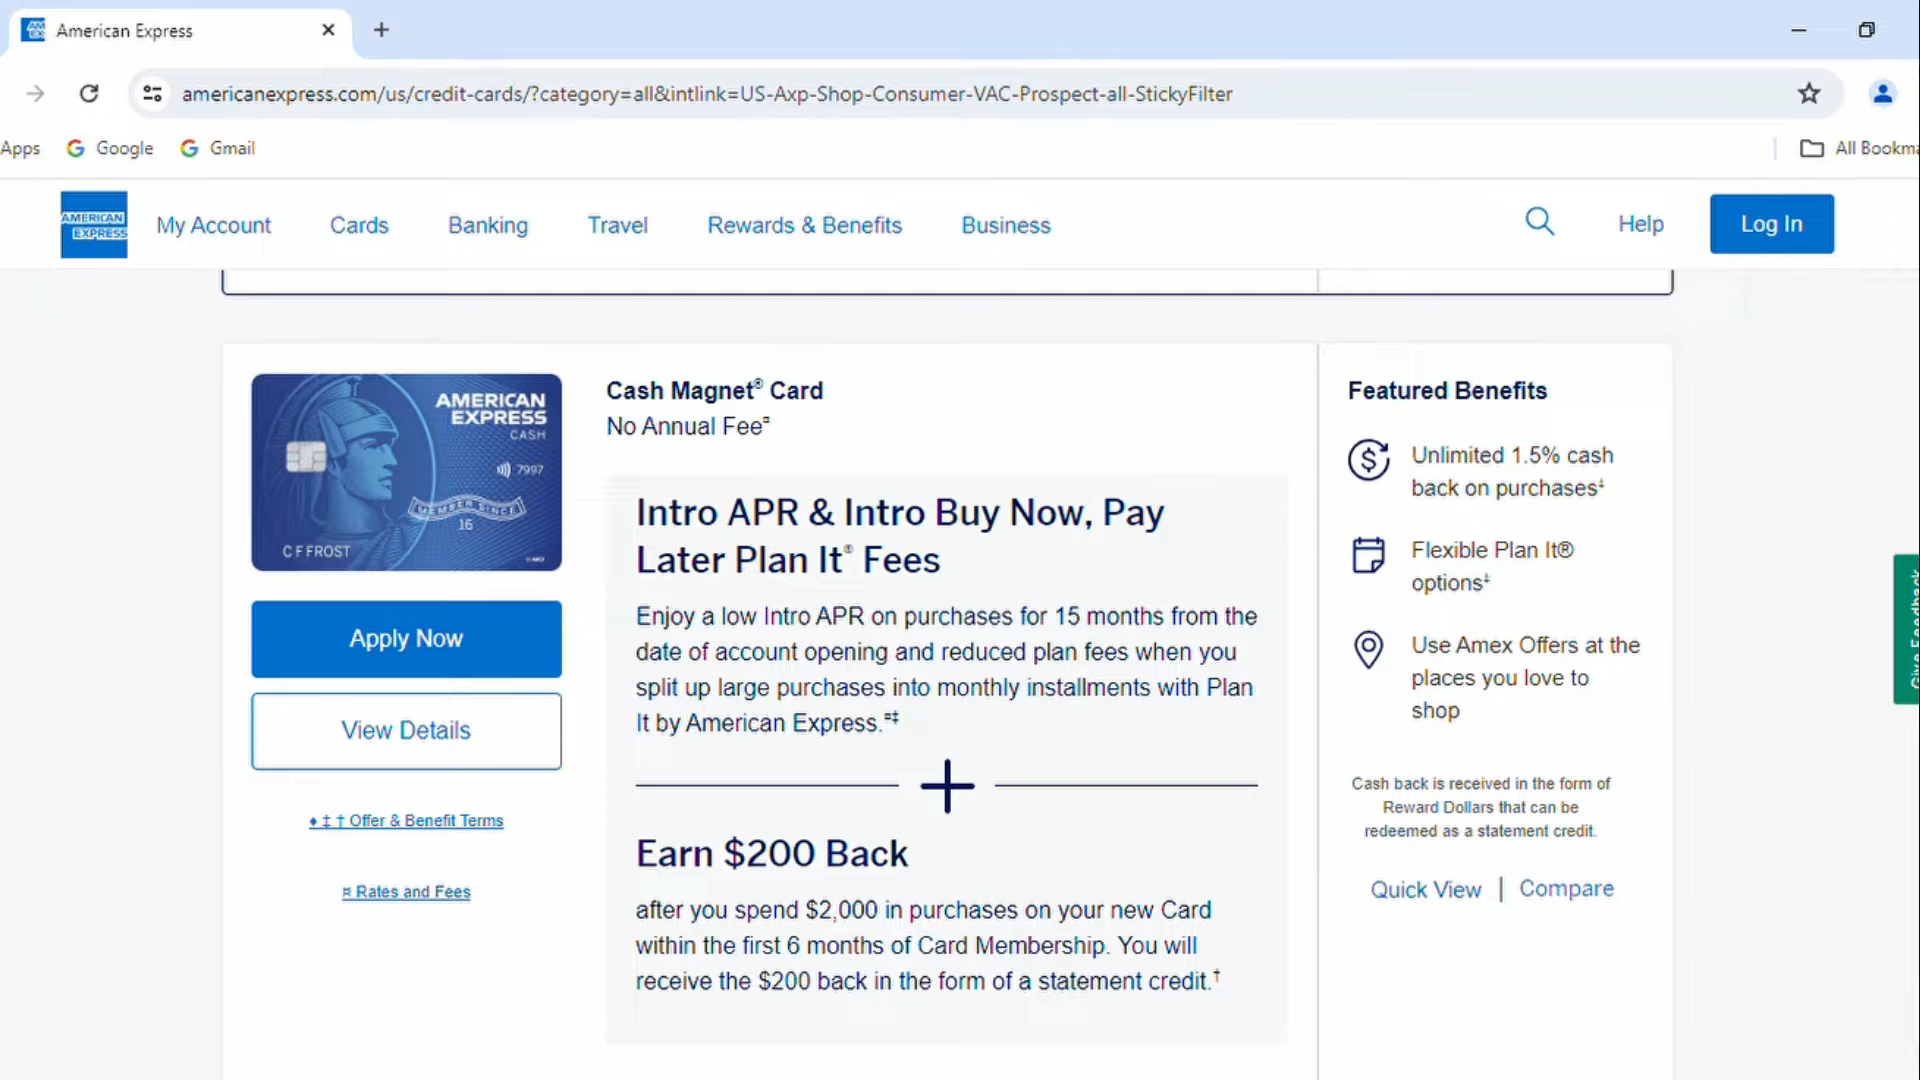 American Express
americanexpress.com/us/credit-cards/?category=all&intlink=US-Axp-Shop-Consumer-VAC-Prospect-all-StickyFilter
Apps Google Gmail All Bookma
AMERICAN EXPRESS My Account Cards Banking Travel Rewards & Benefits Business Help Log In
AMERICAN
EXPRESS
CASH
7997
MEMBER SINCE
16
C F FROST
Apply Now
View Details
♦ ‡ † Offer & Benefit Terms
¤ Rates and Fees
Cash Magnet® Card
No Annual Fee¤
Intro APR & Intro Buy Now, Pay
Later Plan It® Fees
Enjoy a low Intro APR on purchases for 15 months from the
date of account opening and reduced plan fees when you
split up large purchases into monthly installments with Plan
It by American Express.¤‡
Earn $200 Back
after you spend $2,000 in purchases on your new Card
within the first 6 months of Card Membership. You will
receive the $200 back in the form of a statement credit.†
Featured Benefits
Unlimited 1.5% cash
back on purchases‡
Flexible Plan It®
options‡
Use Amex Offers at the
places you love to
shop
Cash back is received in the form of
Reward Dollars that can be
redeemed as a statement credit.
Quick View | Compare
Give Feedback